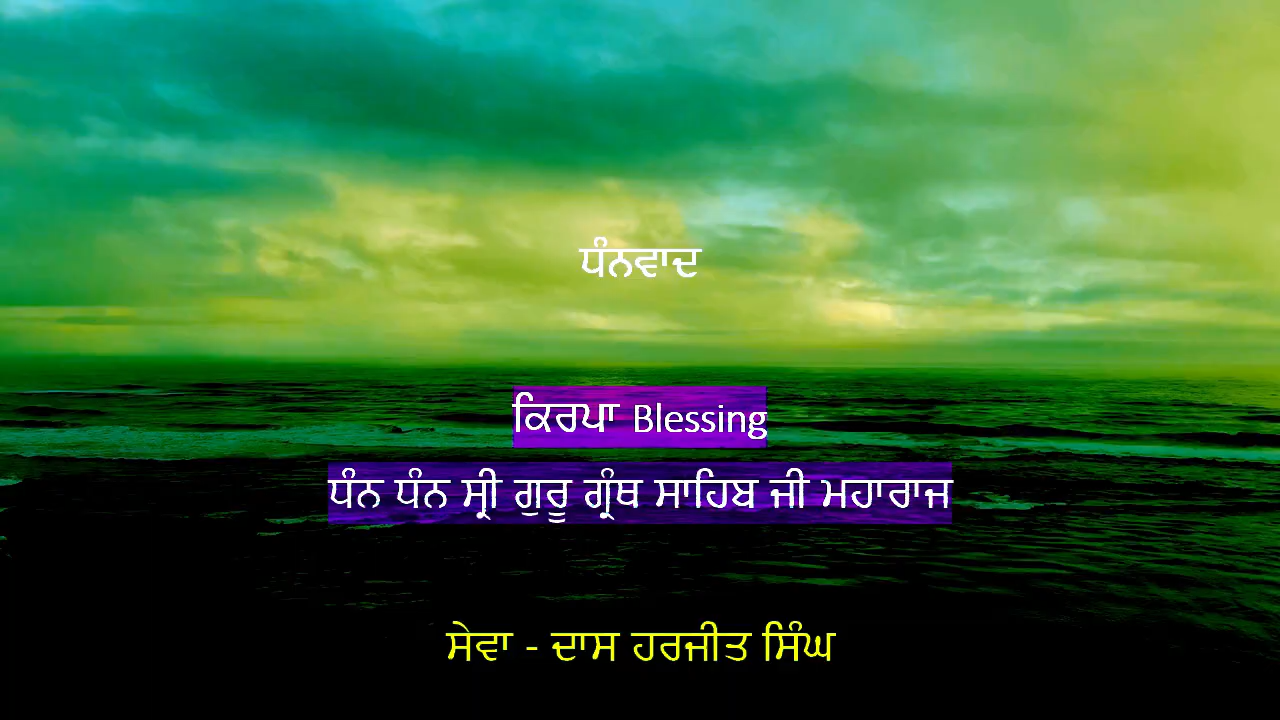 ਧੰਨਵਾਦ
ਕਿਰਪਾ Blessing
ਧੰਨ ਧੰਨ ਸ੍ਰੀ ਗੁਰੂ ਗ੍ਰੰਥ ਸਾਹਿਬ ਜੀ ਮਹਾਰਾਜ
ਸੇਵਾ - ਦਾਸ ਹਰਜੀਤ ਸਿੰਘ